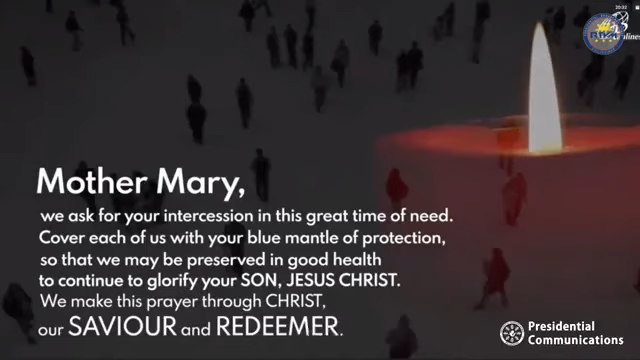 20:32
Mother Mary,
we ask for your intercession in this great time of need.
Cover each of us with your blue mantle of protection,
so that we may be preserved in good health
to continue to glorify your SON, JESUS CHRIST.
We make this prayer through CHRIST,
our SAVIOUR and REDEEMER.
Presidential
Communications